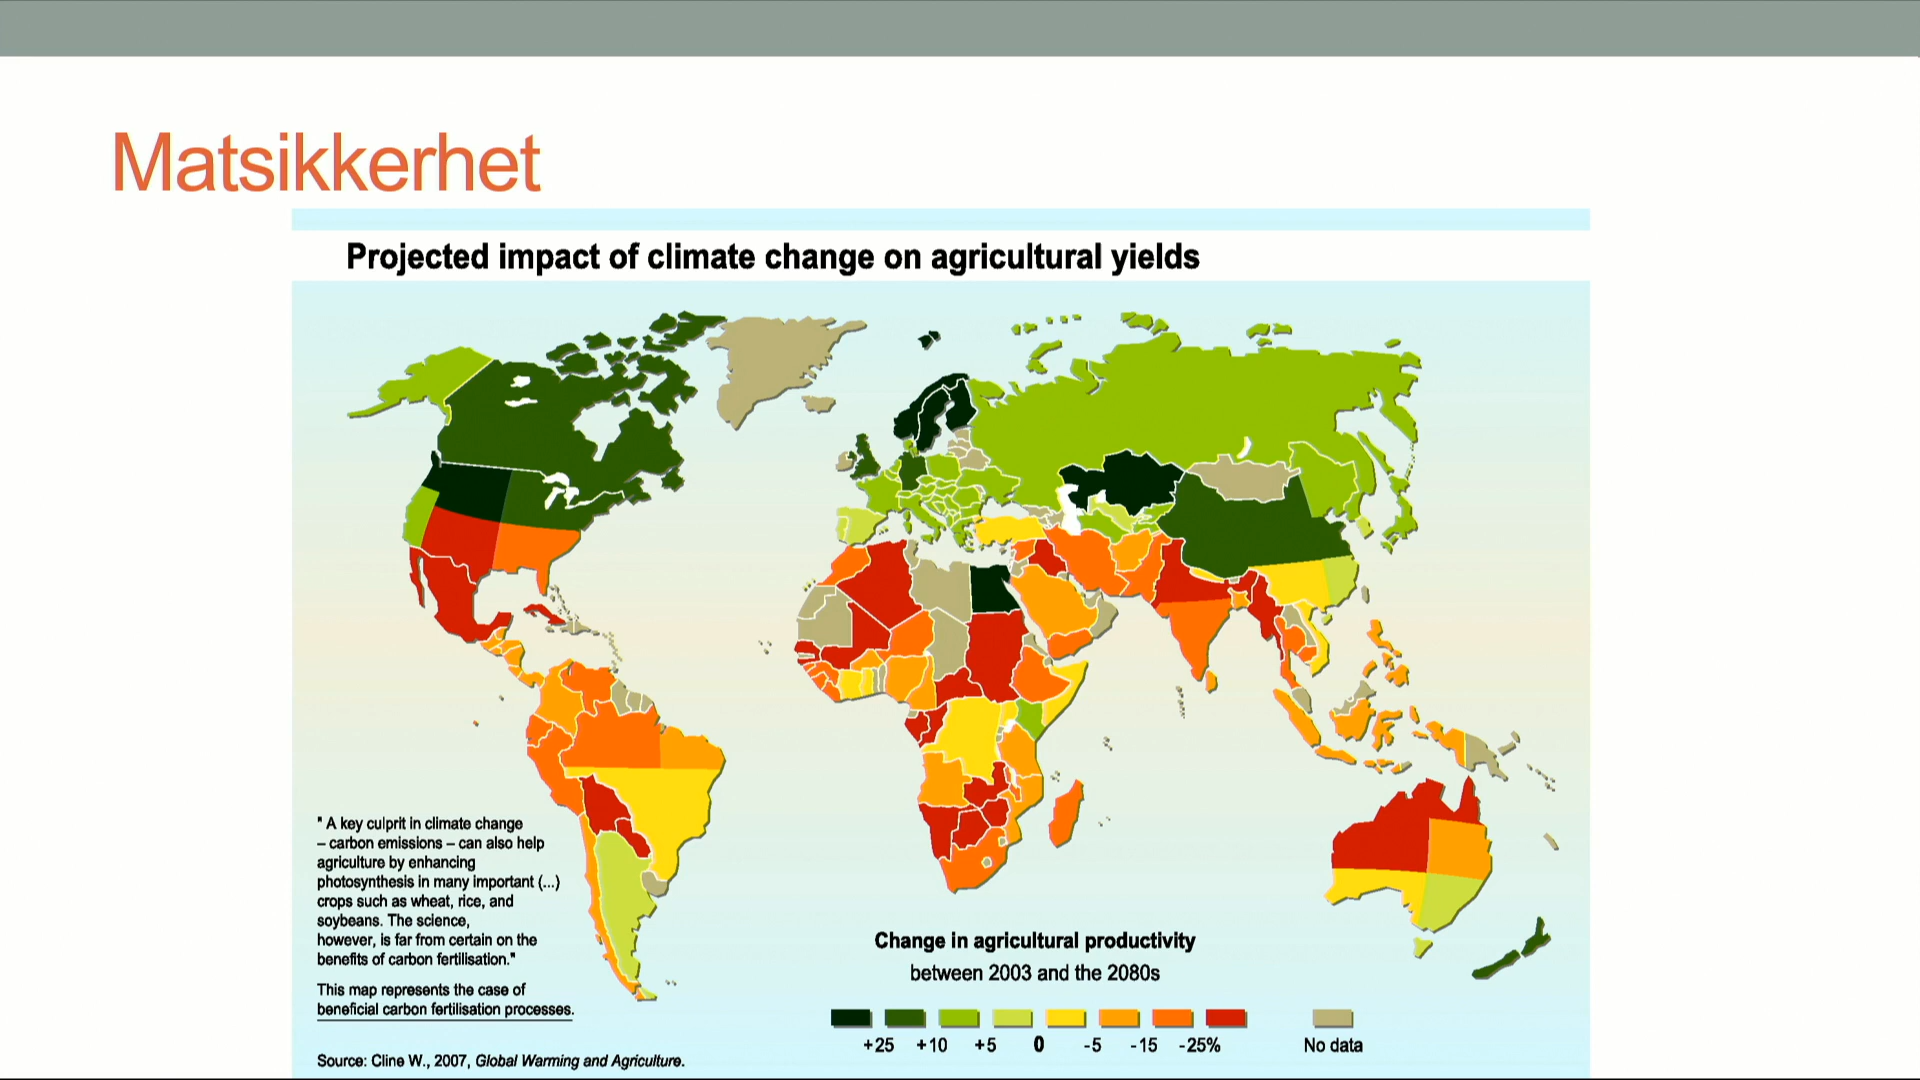 Matsikkerhet
Projected impact of climate change on agricultural yields
" A key culprit in climate change
– carbon emissions – can also help
agriculture by enhancing
photosynthesis in many important (...)
crops such as wheat, rice, and
soybeans. The science,
however, is far from certain on the
benefits of carbon fertilisation."
This map represents the case of
beneficial carbon fertilisation processes.
Source: Cline W., 2007, Global Warming and Agriculture.
Change in agricultural productivity
between 2003 and the 2080s
+25 +10 +5 0 -5 -15 -25% No data